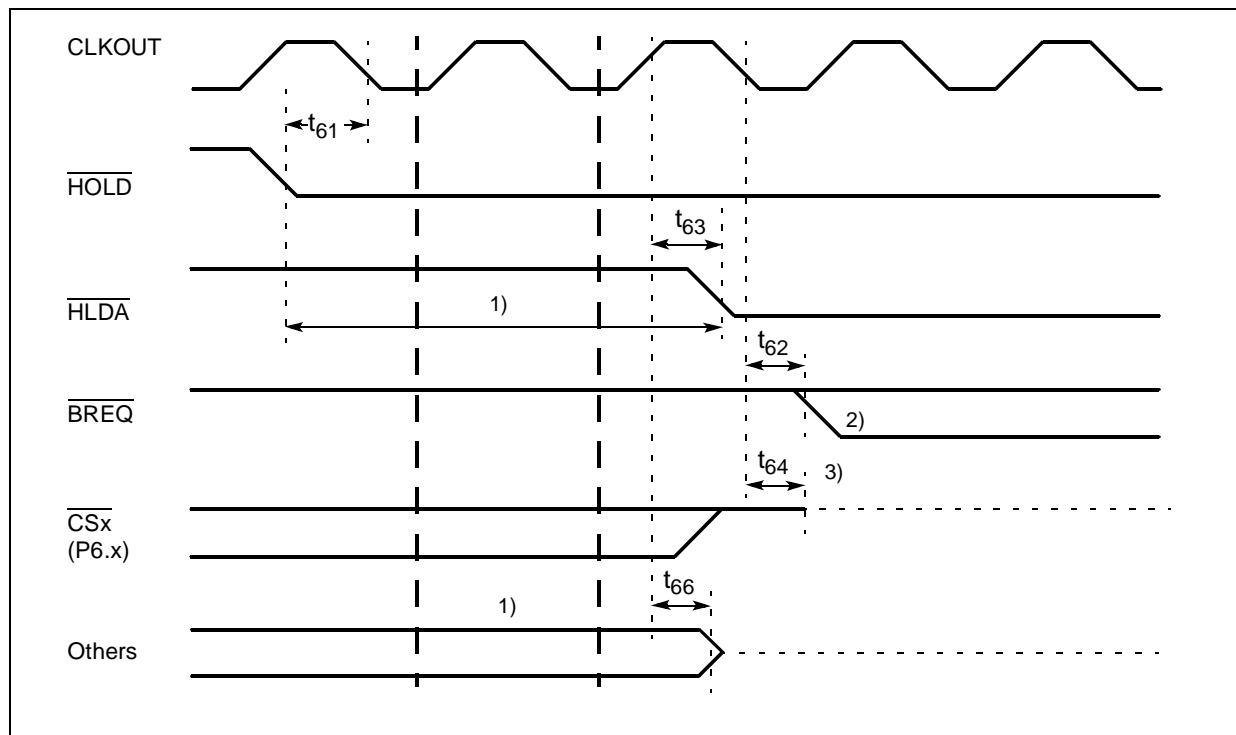 CLKOUT
t61
HOLD
t63
HLDA
1)
t62
BREQ
2)
t64
3)
CSx
(P6.x)
t66
1)
Others